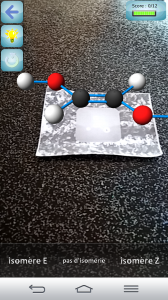 Score : 0/12
isomère E
pas d'isomérie
isomère Z